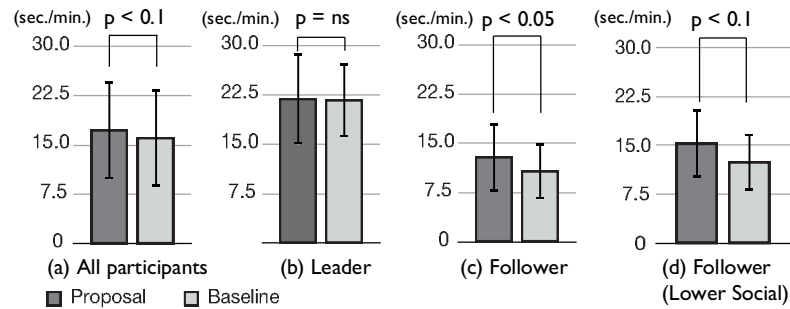 (sec./min.) p < 0.1
30.0
22.5
15.0
7.5
0
(a) All participants
(sec./min.) p = ns
30.0
22.5
15.0
7.5
(b) Leader
(sec./min.) p < 0.05
30.0
22.5
15.0
7.5
0
(c) Follower
(sec./min.) p < 0.1
30.0
22.5
15.0
7.5
0
(d) Follower
(Lower Social)
Proposal Baseline